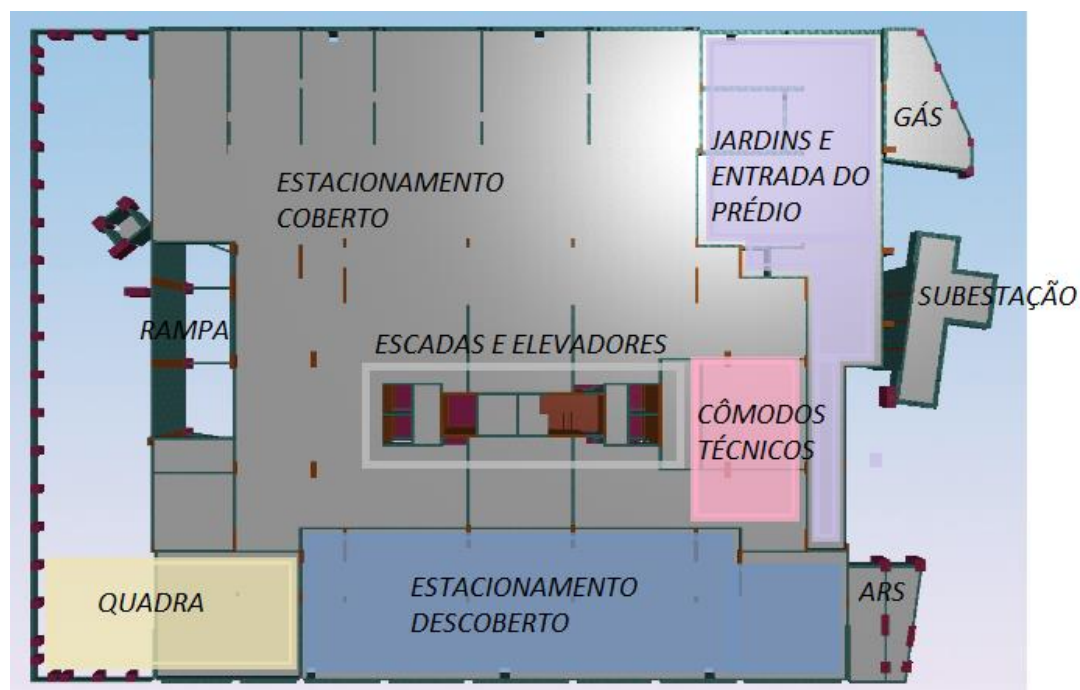 GÁS
JARDINS E
ENTRADA DO
PRÉDIO
ESTACIONAMENTO
COBERTO
SUBESTAÇÃO
RAMPA
ESCADAS E ELEVADORES
CÔMODOS
TÉCNICOS
QUADRA
ESTACIONAMENTO
DESCOBERTO
ARS